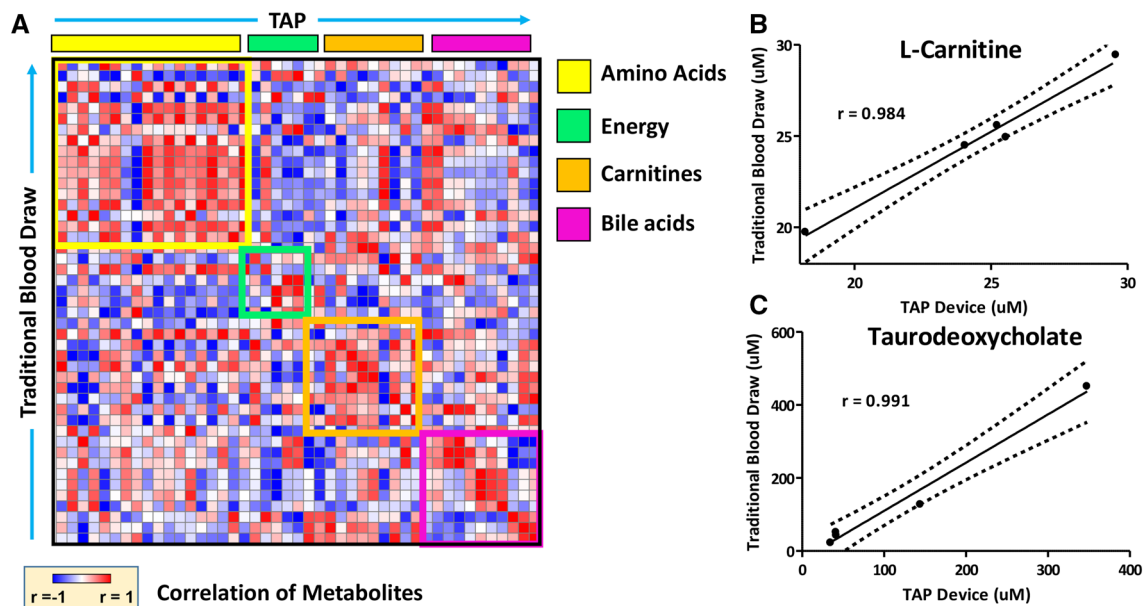 A
TAP
Traditional Blood Draw
Amino Acids
Energy
Carnitines
Bile acids
r =-1 r = 1
Correlation of Metabolites
B
L-Carnitine
r = 0.984
Traditional Blood Draw (uM)
30
25
20
20 25 30
TAP Device (uM)
C
Taurodeoxycholate
r = 0.991
Traditional Blood Draw (uM)
600
400
200
0
0 100 200 300 400
TAP Device (uM)